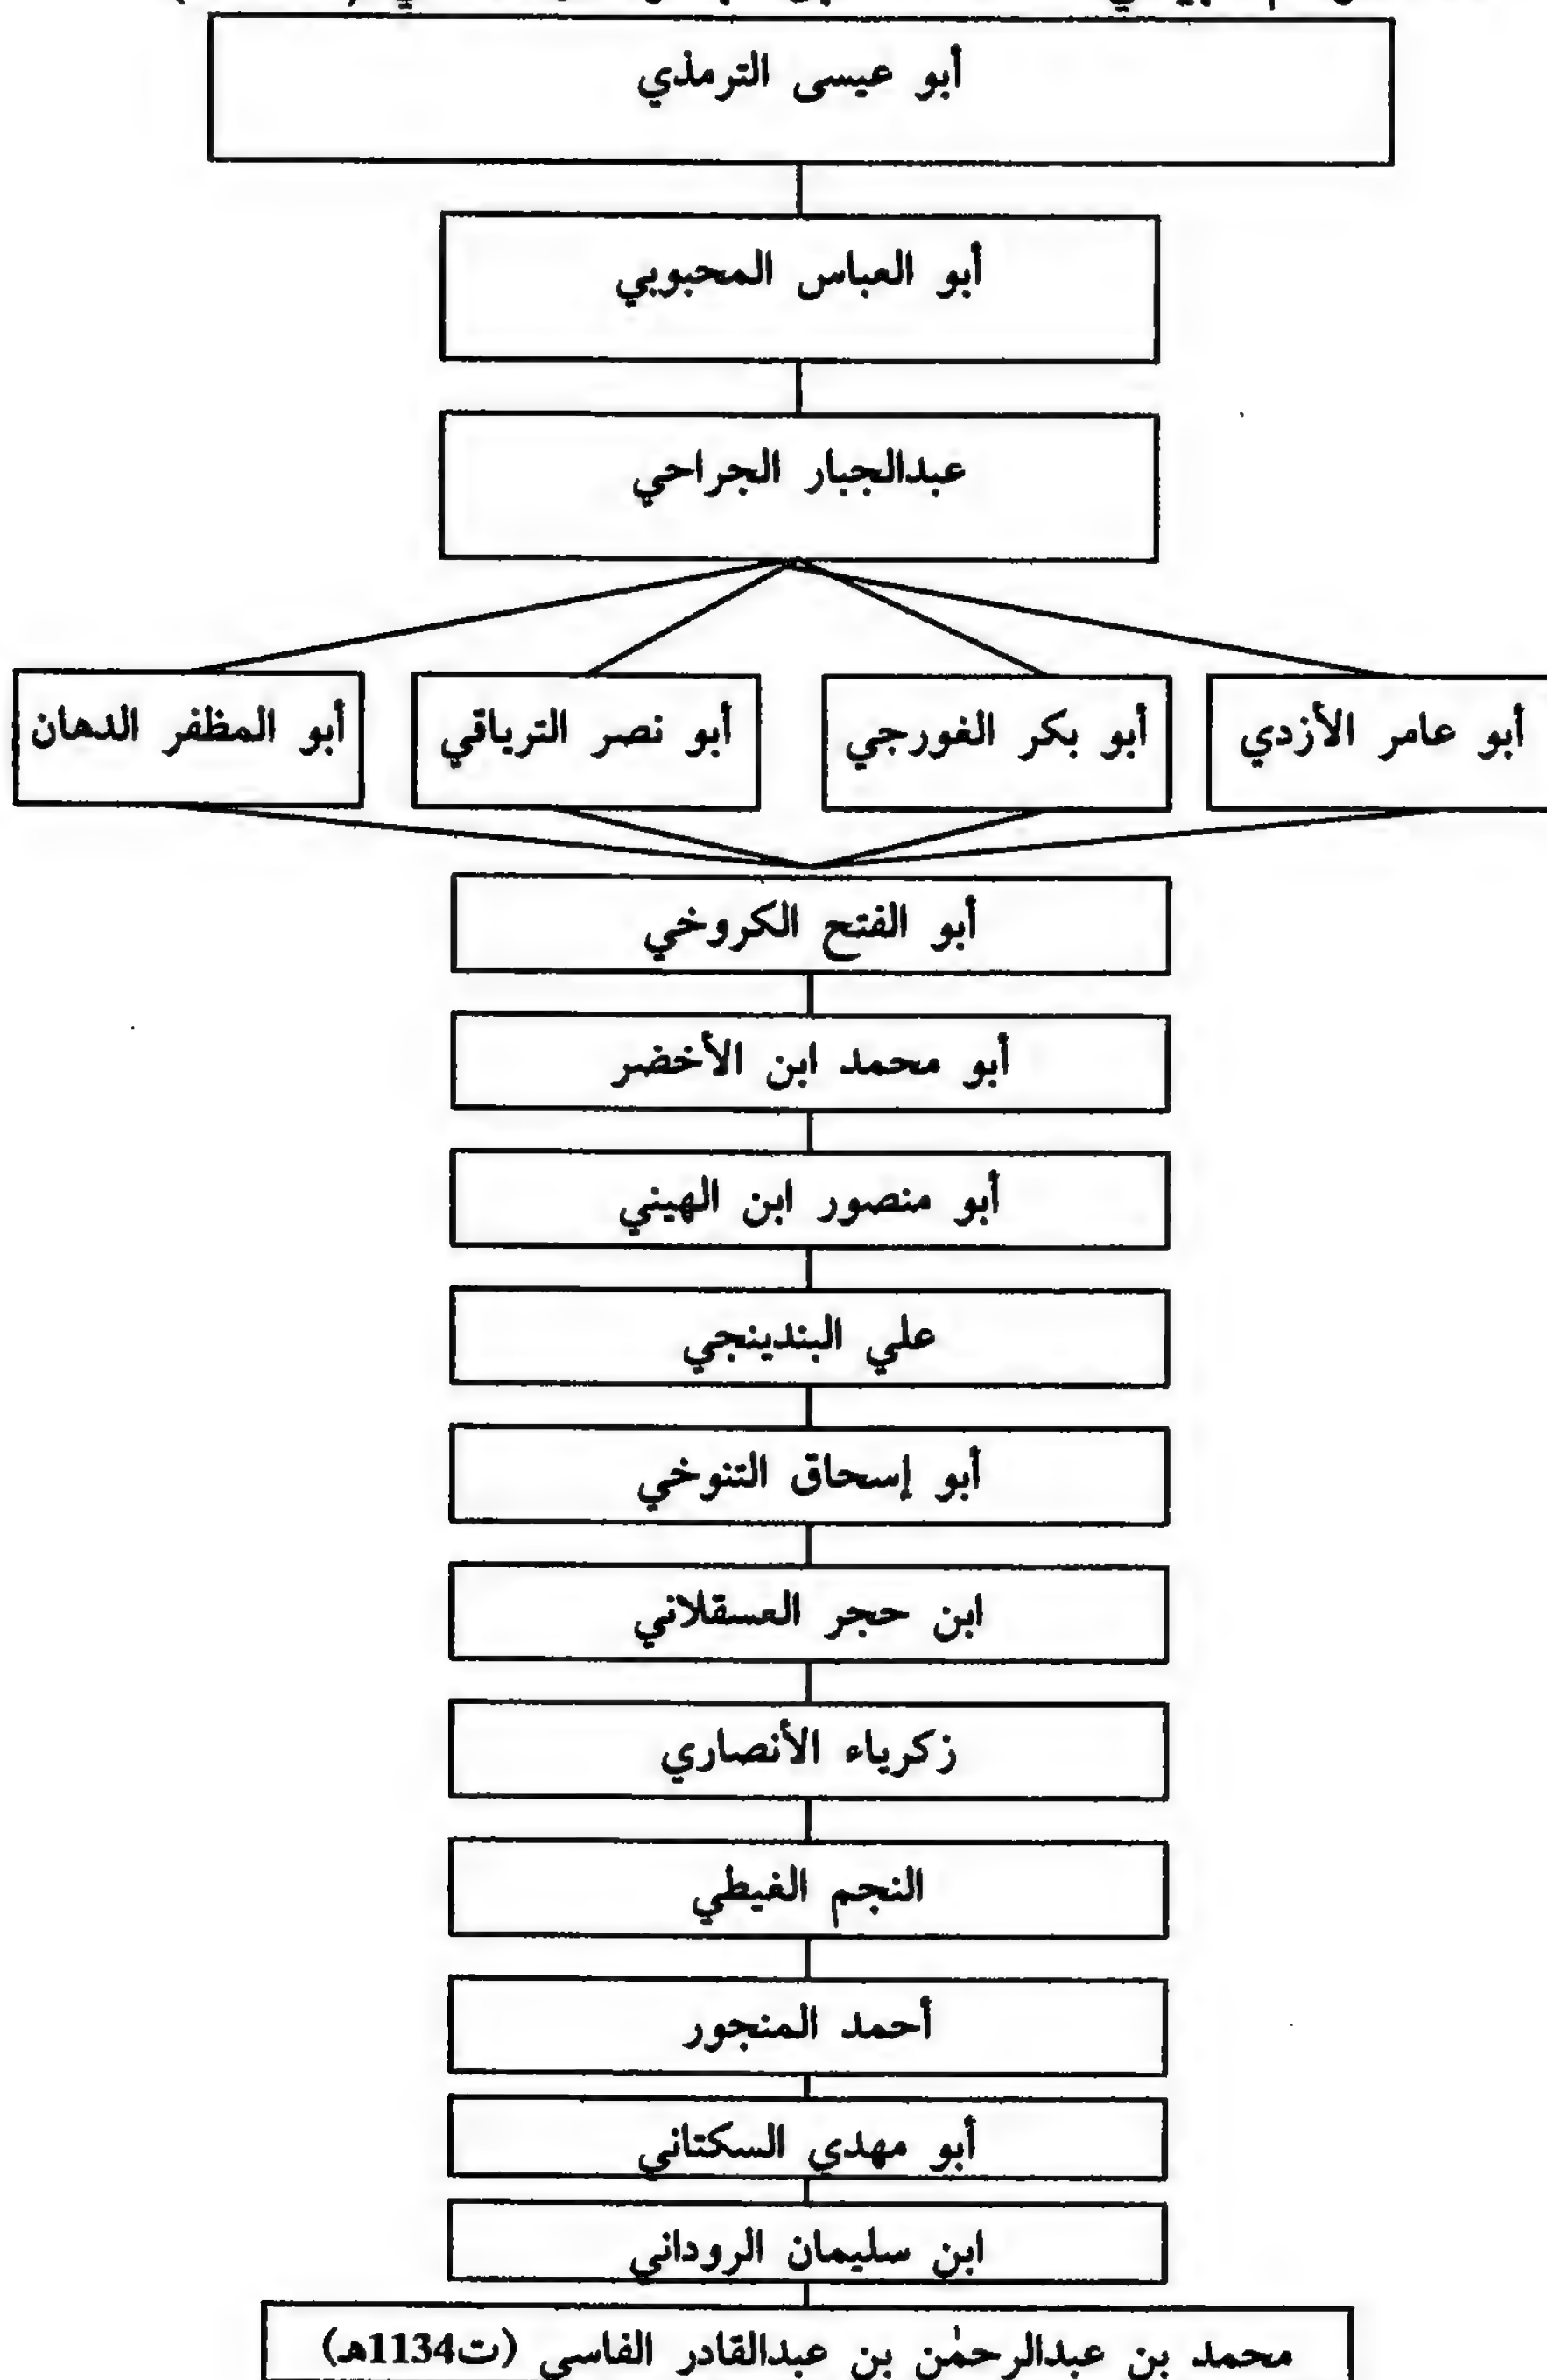 أبو عيسى الترمذي
أبو العباس المحبوبي
عبدالجبار الجراحي
أبو عامر الأزدي
أبو بكر الغورجي
أبو نصر الترياقي
أبو المظفر الدهان
أبو الفتح الكروخي
أبو محمد ابن الأخضر
أبو منصور ابن الهيني
علي البندينجي
أبو إسحاق التنوخي
ابن حجر العسقلاني
زكرياء الأنصاري
النجم الغيطي
أحمد المنجور
أبو مهدي السكتاني
ابن سليمان الروداني
محمد بن عبدالرحمٰن بن عبدالقادر الفاسي (ت1134هـ)